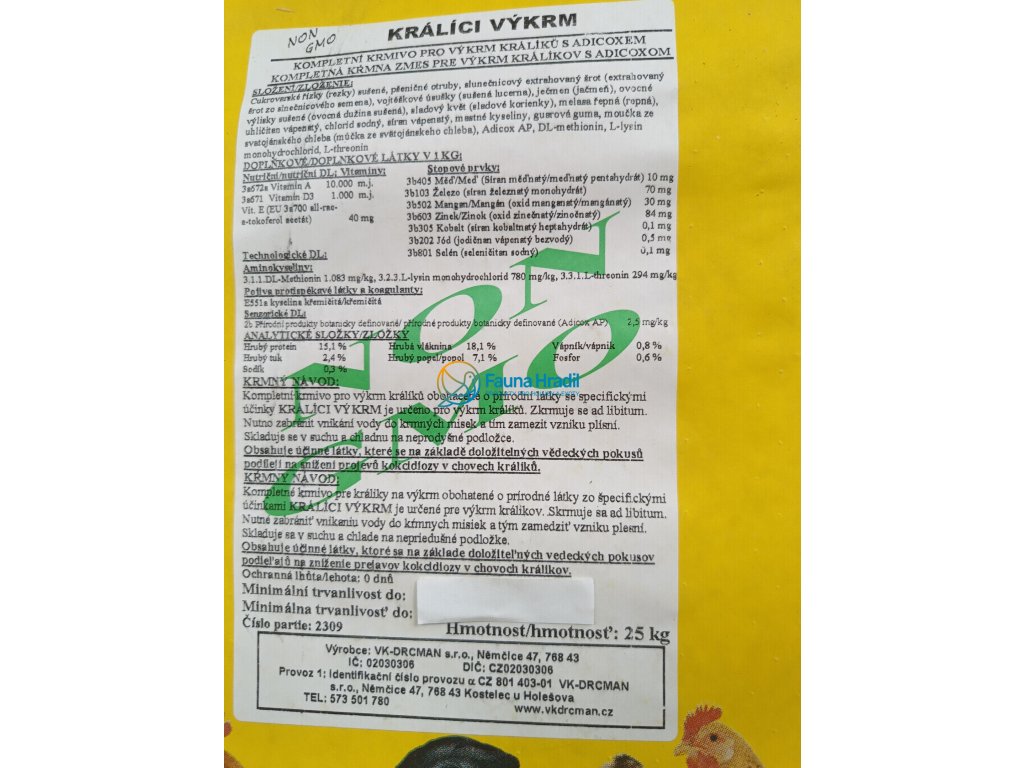 NON
GMO
KRÁLÍCI VÝKRM
KOMPLETNÍ KRMIVO PRO VÝKRM KRÁLÍKŮ S ADICOXEM
KOMPLETNÁ KŔMNA ZMES PRE VÝKRM KRÁLIKOV S ADICOXOM
SLOŽENÍ/ZLOŽENIE:
Cukrovarské řízky (rezky) sušené, pšeničné otruby, slunečnicový extrahovaný šrot (extrahovaný
šrot zo slnečnicového semena), vojtěškové úsušky (sušená lucerna), ječmen (jačmeň), ovocné
výlisky sušené (ovocná dužina sušená), sladový květ (sladové korienky), melasa řepná (repná),
uhličitan vápenatý, chlorid sodný, síran vápenatý, mastné kyseliny, guarová guma, moučka ze
svatojánského chleba (múčka ze svätojánského chleba), Adicox AP, DL-methionin, L-lysin
monohydrochlorid, L-threonin
DOPLŇKOVÉ/DOPLNKOVÉ LÁTKY V 1 KG:
Nutriční/nutriční DL; Vitamíny:
3a672a Vitamín A 10.000 m.j.
3a671 Vitamín D3 1.000 m.j.
Vit. E (EU 3a700 all-rac-
a-tokoferol acetát) 40 mg
Stopové prvky:
3b405 Měď/Meď (Síran měďnatý/meďnatý pentahydrát) 10 mg
3b103 Železo (síran železnatý monohydrát) 70 mg
3b502 Mangan/Mangán (oxid manganatý/mangánatý) 30 mg
3b603 Zinek/Zinok (oxid zinečnatý/zinočnatý) 84 mg
3b305 Kobalt (síran kobaltnatý heptahydrát) 0,1 mg
3b202 Jód (jodičnan vápenatý bezvodý) 0,5 mg
3b801 Selén (seleničitan sodný) 0,1 mg
Technologické DL:
Aminokyseliny:
3.1.1.DL-Methionin 1.083 mg/kg, 3.2.3.L-lysin monohydrochlorid 780 mg/kg, 3.3.1.L-threonin 294 mg/kg
Pojiva protispékavé látky a koagulanty:
E551a kyselina křemičitá/křemičitá
Senzorické DL:
2b Přírodní produkty botanicky definované/ prírodné produkty botanicky definované (Adicox AP) 2,5 mg/kg
ANALYTICKÉ SLOŽKY/ZLOŽKY
Hrubý protein 15,1 % Hrubá vláknina 18,1 % Vápník/vápnik 0,8 %
Hrubý tuk 2,4 % Hrubý popel/popol 7,1 % Fosfor 0,6 %
Sodík 0,3 %
Fauna Hradil
KRMNÝ NÁVOD:
Kompletní krmivo pro výkrm králíků obohacené o přírodní látky se specifickými
účinky KRÁLÍCI VÝKRM je určeno pro výkrm králíků. Zkrmuje se ad libitum.
Nutno zabránit vnikání vody do krmných misek a tím zamezit vzniku plísní.
Skladuje se v suchu a chladnu na neprodyšné podložce.
Obsahuje účinné látky, které se na základě doložitelných vědeckých pokusů
podílejí na snížení projevů kokcidiozy v chovech králíků.
KŔMNÝ NÁVOD:
Kompletné krmivo pre králiky na výkrm obohatené o prírodné látky zo špecifickými
účinkami KRÁLÍCI VÝKRM je určené pre výkrm králikov. Skrmuje sa ad libitum.
Nutné zabrániť vnikaniu vody do kŕmnych misiek a tým zamedziť vzniku plesní.
Skladuje sa v suchu a chlade na nepriedušné podložke.
Obsahuje účinné látky, ktoré sa na základe doložiteľných vedeckých pokusov
podieľajú na zníženie prejavov kokcidiozy v chovech králikov.
Ochranná lhůta/lehota: 0 dnů
Minimální trvanlivost do:
Minimálna trvanlivosť do:
Číslo partie: 2309 Hmotnost/hmotnosť: 25 kg
NON
GMO
Výrobce: VK-DRCMAN s.r.o., Němčice 47, 768 43
IČ: 02030306 DIČ: CZ02030306
Provoz 1: Identifikační číslo provozu α CZ 801 403-01 VK-DRCMAN
s.r.o., Němčice 47, 768 43 Kostelec u Holešova
TEL: 573 501 780 www.vkdrcman.cz